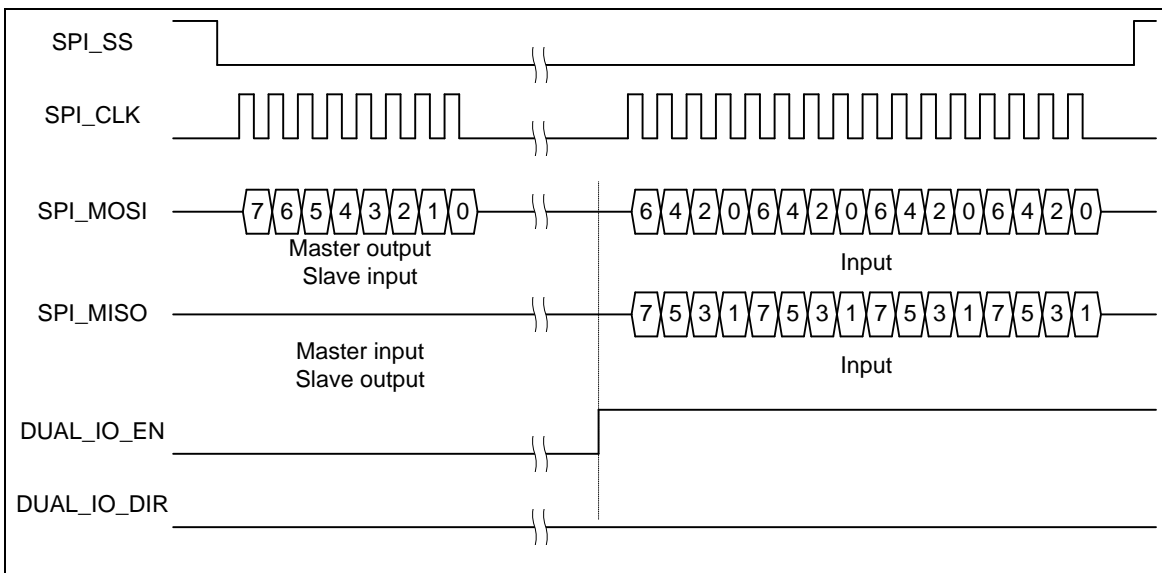 SPI_SS
SPI_CLK
SPI_MOSI 7 6 5 4 3 2 1 0 6 4 2 0 6 4 2 0 6 4 2 0 6 4 2 0
Master output
Slave input
Input
SPI_MISO 7 5 3 1 7 5 3 1 7 5 3 1 7 5 3 1
Master input
Slave output
Input
DUAL_IO_EN
DUAL_IO_DIR